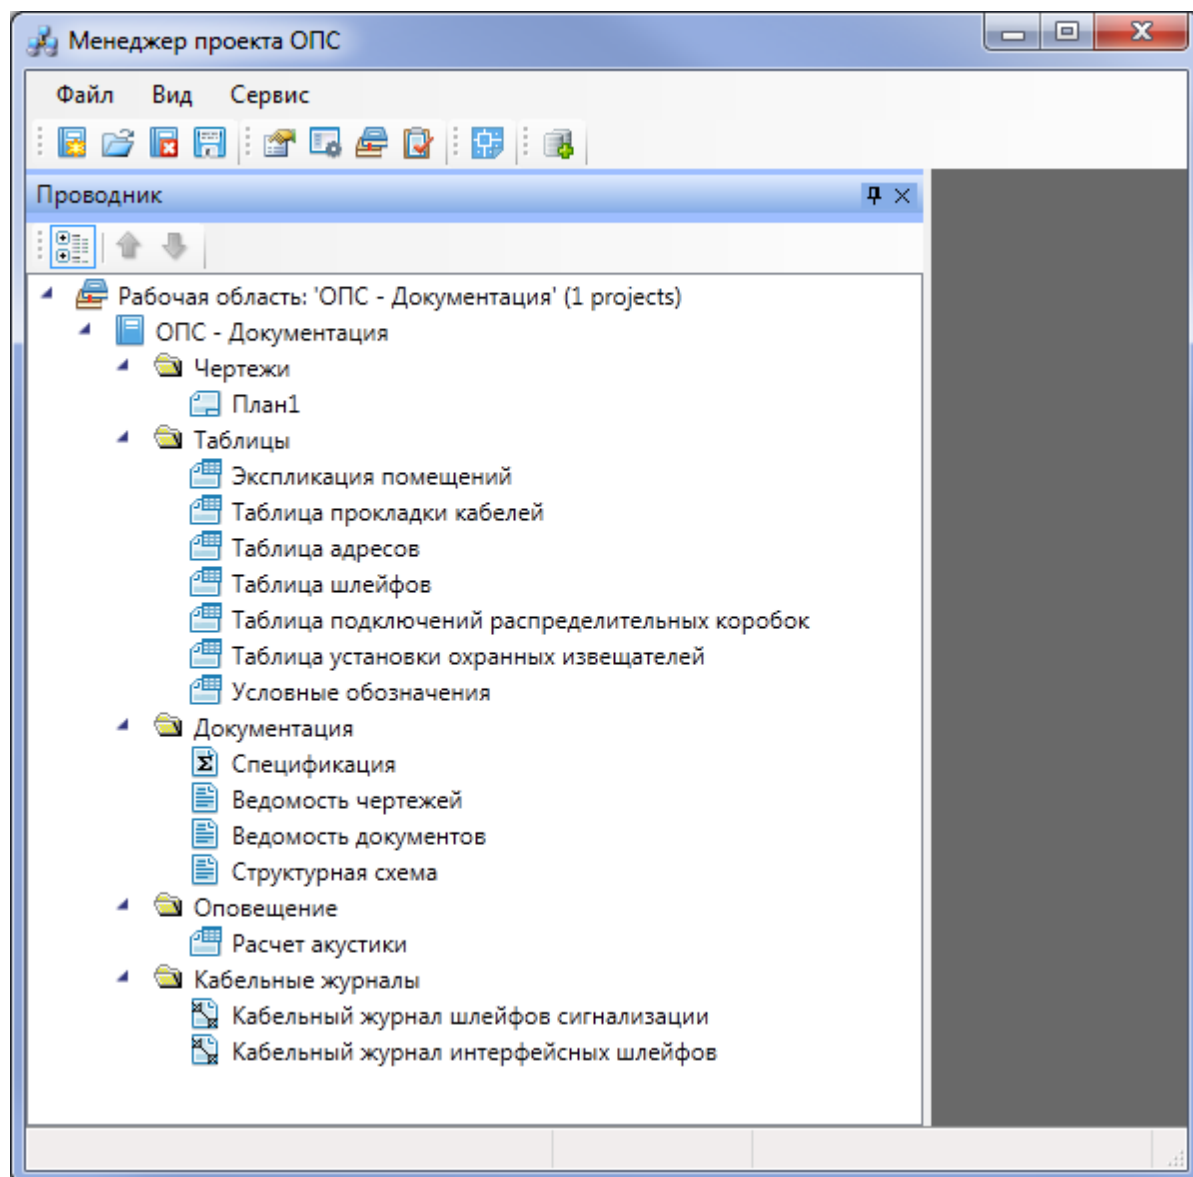 Менеджер проекта ОПС
Файл Вид Сервис
Проводник
Рабочая область: 'ОПС - Документация' (1 projects)
ОПС - Документация
Чертежи
План1
Таблицы
Экспликация помещений
Таблица прокладки кабелей
Таблица адресов
Таблица шлейфов
Таблица подключений распределительных коробок
Таблица установки охранных извещателей
Условные обозначения
Документация
Спецификация
Ведомость чертежей
Ведомость документов
Структурная схема
Оповещение
Расчет акустики
Кабельные журналы
Кабельный журнал шлейфов сигнализации
Кабельный журнал интерфейсных шлейфов